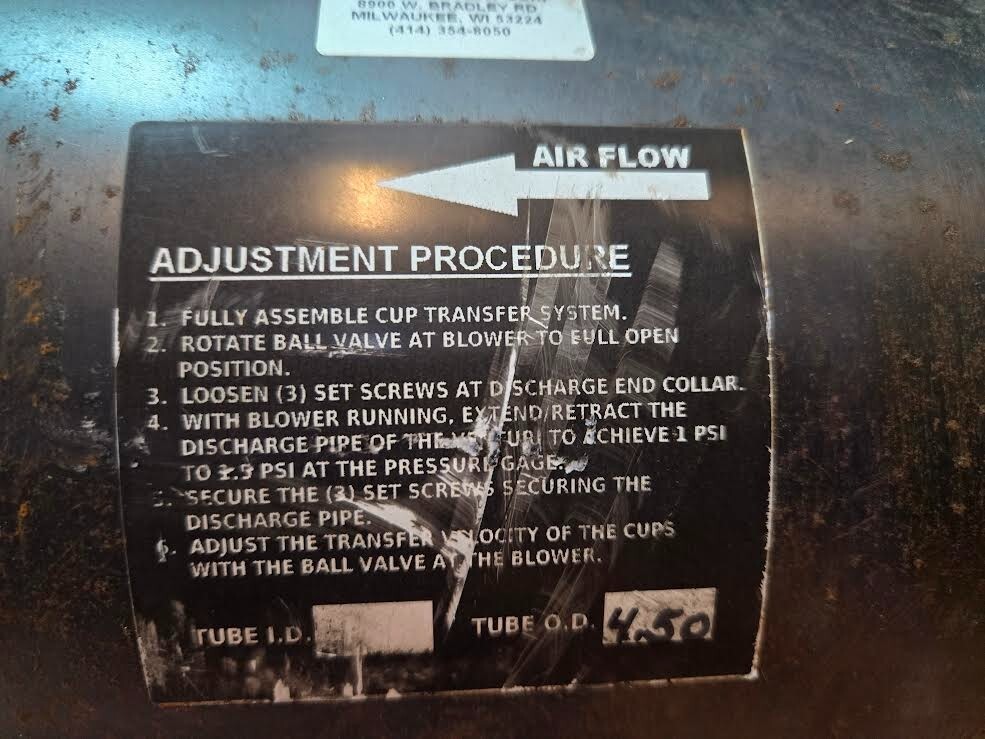 8900 W. BRADLEY RD
MILWAUKEE, WI 53224
(414) 354-8050
AIR FLOW
ADJUSTMENT PROCEDURE
1. FULLY ASSEMBLE CUP TRANSFER SYSTEM.
2. ROTATE BALL VALVE AT BLOWER TO FULL OPEN
POSITION.
3. LOOSEN (3) SET SCREWS AT DISCHARGE END COLLAR.
4. WITH BLOWER RUNNING, EXTEND/RETRACT THE
DISCHARGE PIPE OF THE VENTURI TO ACHIEVE 1 PSI
TO PSI AT THE PRESSURE GAGE.
5. SECURE THE (3) SET SCREWS SECURING THE
DISCHARGE PIPE.
6. ADJUST THE TRANSFER VELOCITY OF THE CUPS
WITH THE BALL VALVE AT THE BLOWER.
TUBE I.D. TUBE O.D. 4.50